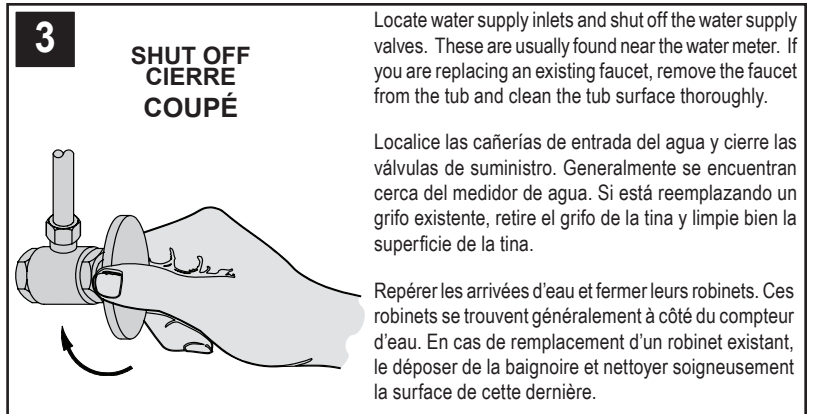 3
SHUT OFF
CIERRE
COUPÉ
Locate water supply inlets and shut off the water supply
valves. These are usually found near the water meter. If
you are replacing an existing faucet, remove the faucet
from the tub and clean the tub surface thoroughly.
Localice las cañerías de entrada del agua y cierre las
válvulas de suministro. Generalmente se encuentran
cerca del medidor de agua. Si está reemplazando un
grifo existente, retire el grifo de la tina y limpie bien la
superficie de la tina.
Repérer les arrivées d’eau et fermer leurs robinets. Ces
robinets se trouvent généralement à côté du compteur
d’eau. En cas de remplacement d’un robinet existant,
le déposer de la baignoire et nettoyer soigneusement
la surface de cette dernière.